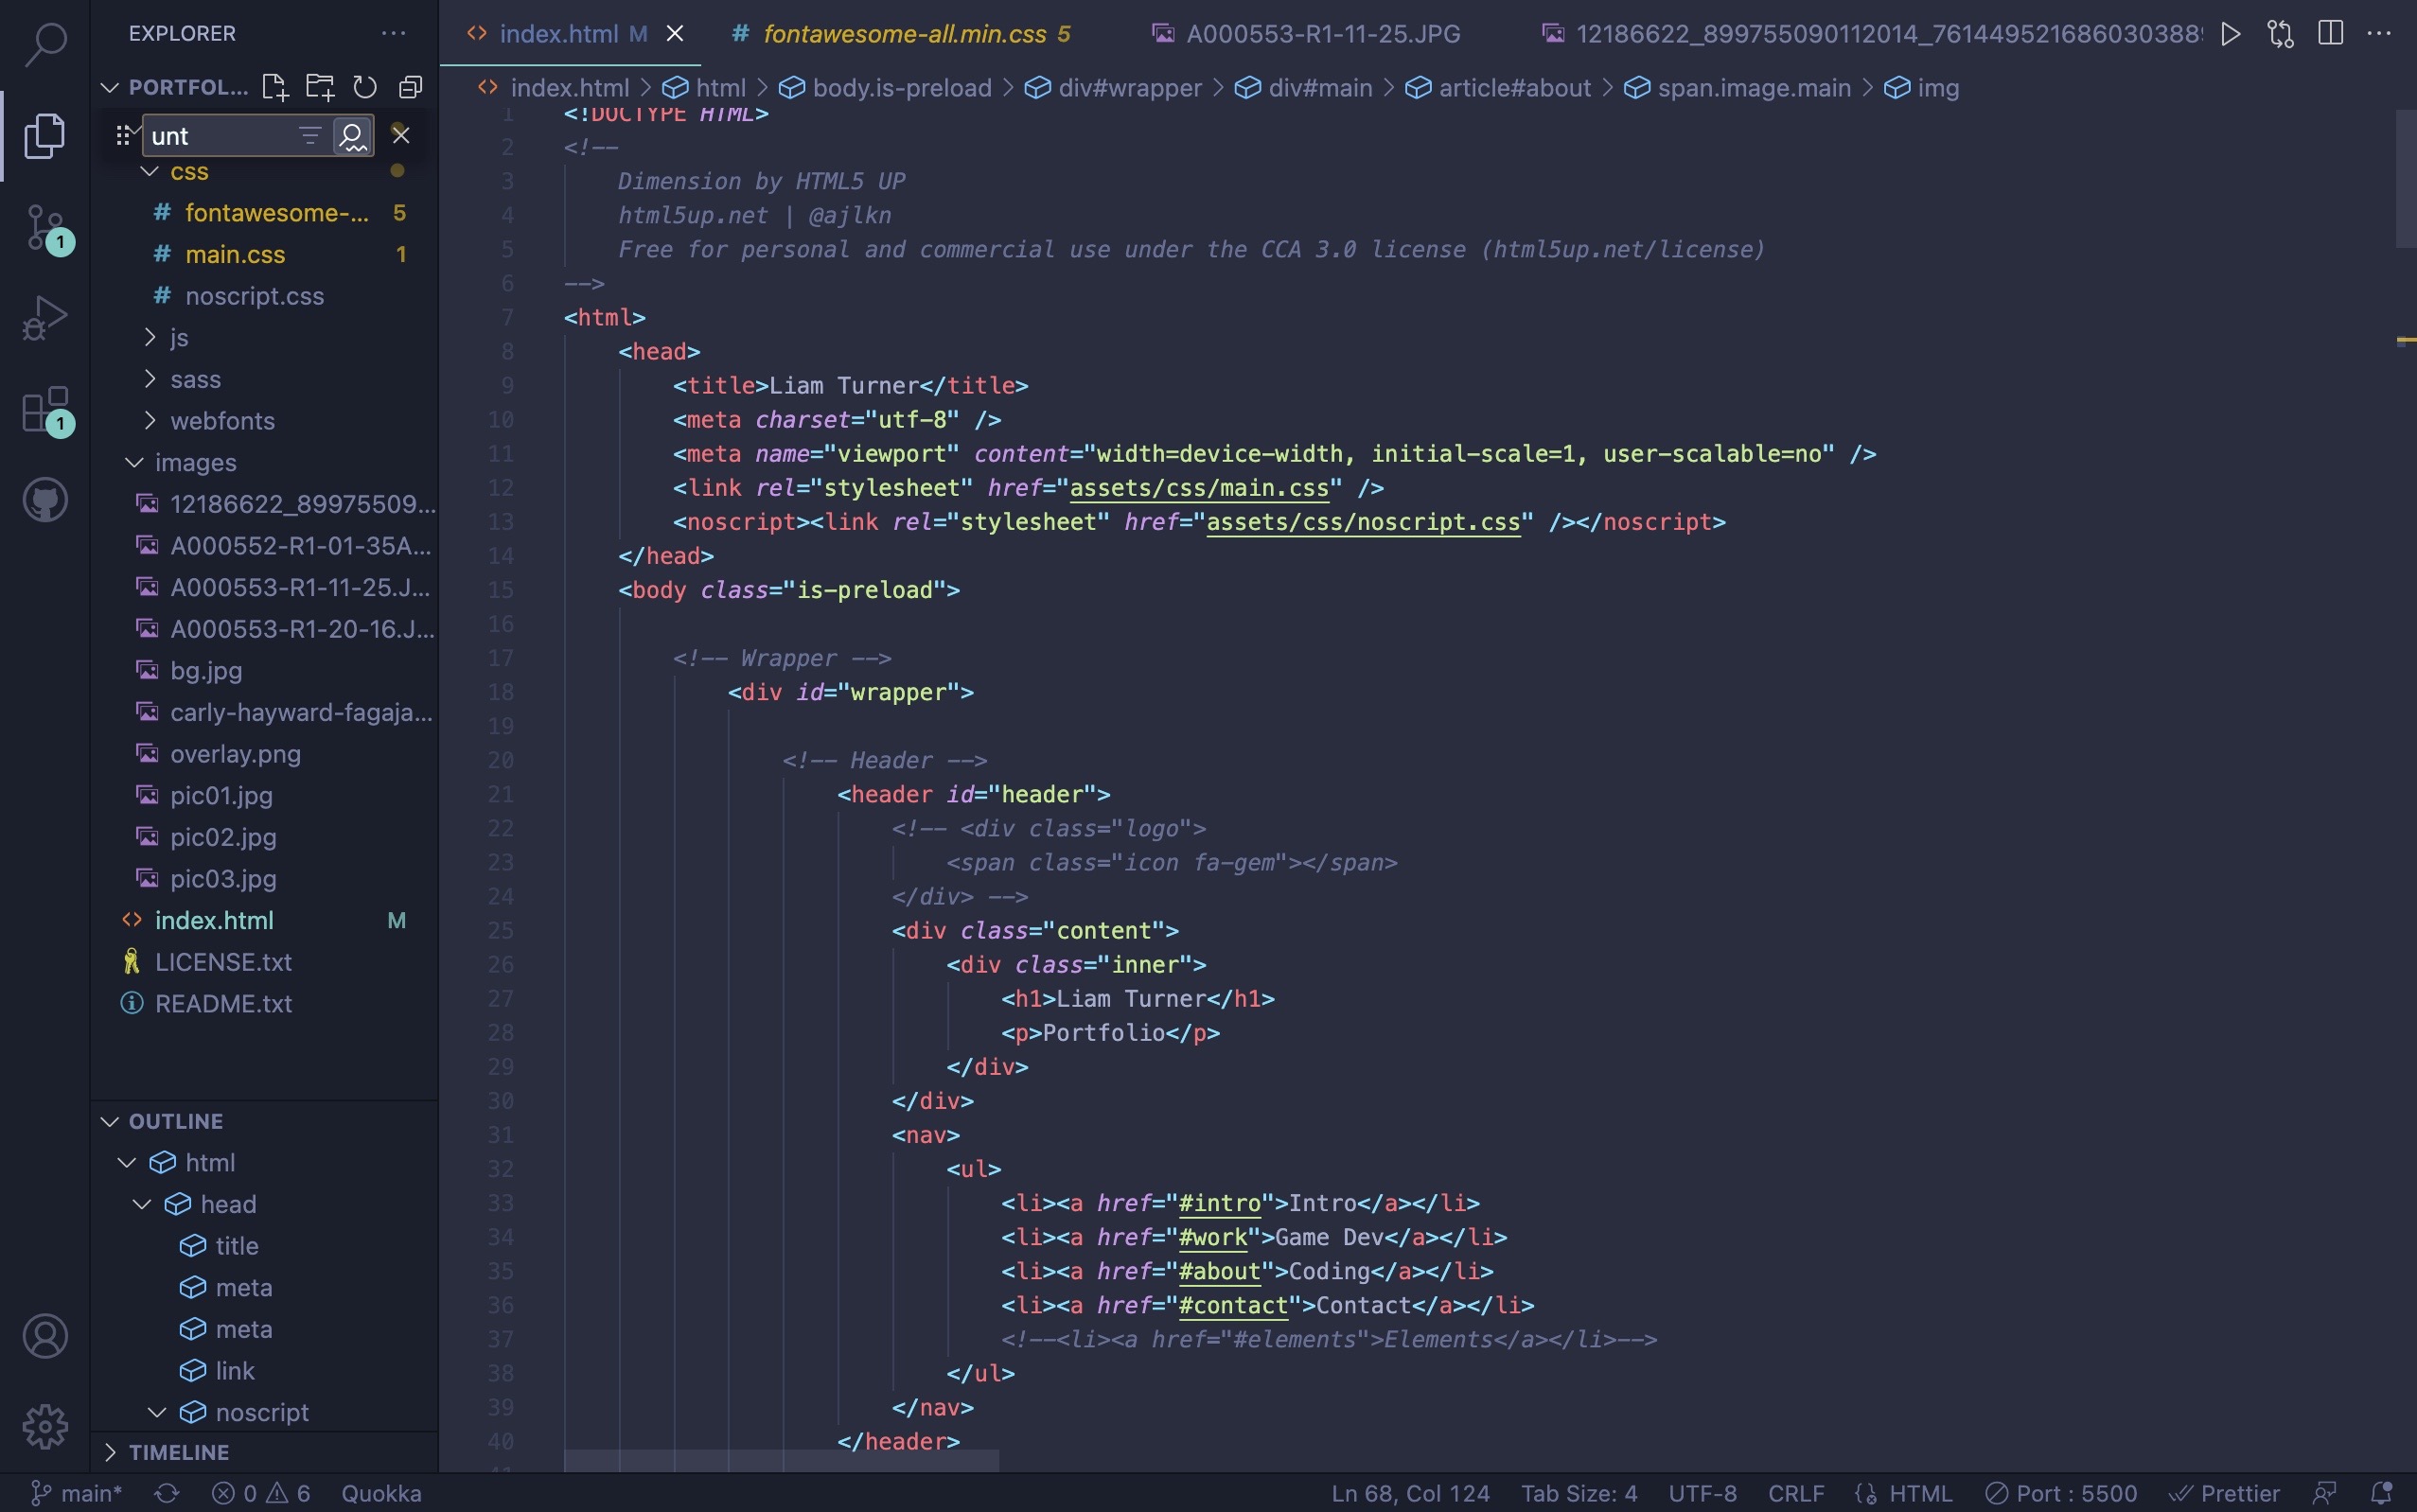 EXPLORER
PORTFOL...
unt
css
fontawesome-... 5
main.css 1
noscript.css
js
sass
webfonts
images
12186622_89975509...
A000552-R1-01-35A...
A000553-R1-11-25.J...
A000553-R1-20-16.J...
bg.jpg
carly-hayward-fagaja...
overlay.png
pic01.jpg
pic02.jpg
pic03.jpg
index.html M
LICENSE.txt
README.txt
OUTLINE
html
head
title
meta
meta
link
noscript
TIMELINE
1
1
index.html M
fontawesome-all.min.css 5
A000553-R1-11-25.JPG
index.html > html > body.is-preload > div#wrapper > div#main > article#about > span.image.main > img
1 <!DOCTYPE HTML>
2 <!--
3 Dimension by HTML5 UP
4 html5up.net | @ajlkn
5 Free for personal and commercial use under the CCA 3.0 license (html5up.net/license)
6 -->
7 <html>
8 <head>
9 <title>Liam Turner</title>
10 <meta charset="utf-8" />
11 <meta name="viewport" content="width=device-width, initial-scale=1, user-scalable=no" />
12 <link rel="stylesheet" href="assets/css/main.css" />
13 <noscript><link rel="stylesheet" href="assets/css/noscript.css" /></noscript>
14 </head>
15 <body class="is-preload">
16
17 <!-- Wrapper -->
18 <div id="wrapper">
19
20 <!-- Header -->
21 <header id="header">
22 <!-- <div class="logo">
23 <span class="icon fa-gem"></span>
24 </div> -->
25 <div class="content">
26 <div class="inner">
27 <h1>Liam Turner</h1>
28 <p>Portfolio</p>
29 </div>
30 </div>
31 <nav>
32 <ul>
33 <li><a href="#intro">Intro</a></li>
34 <li><a href="#work">Game Dev</a></li>
35 <li><a href="#about">Coding</a></li>
36 <li><a href="#contact">Contact</a></li>
37 <!--<li><a href="#elements">Elements</a></li>-->
38 </ul>
39 </nav>
40 </header>
main* 0 6 Quokka
Ln 68, Col 124 Tab Size: 4 UTF-8 CRLF HTML Port : 5500 Prettier